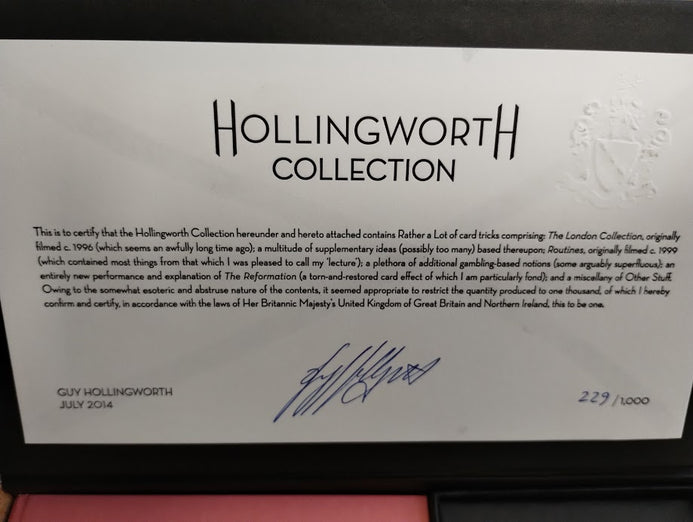 HOLLINGWORTH
COLLECTION
This is to certify that the Hollingworth Collection hereunder and hereto attached contains Rather a Lot of card tricks comprising: The London Collection, originally
filmed c. 1996 (which seems an awfully long time ago); a multitude of supplementary ideas (possibly too many) based thereupon; Routines, originally filmed c. 1999
(which contained most things from that which I was pleased to call my 'lecture'); a plethora of additional gambling-based notions (some arguably superfluous); an
entirely new performance and explanation of The Reformation (a torn-and-restored card effect of which I am particularly fond); and a miscellany of Other Stuff.
Owing to the somewhat esoteric and abstruse nature of the contents, it seemed appropriate to restrict the quantity produced to one thousand, of which I hereby
confirm and certify, in accordance with the laws of Her Britannic Majesty's United Kingdom of Great Britain and Northern Ireland, this to be one.
GUY HOLLINGWORTH
JULY 2014
229/1,000